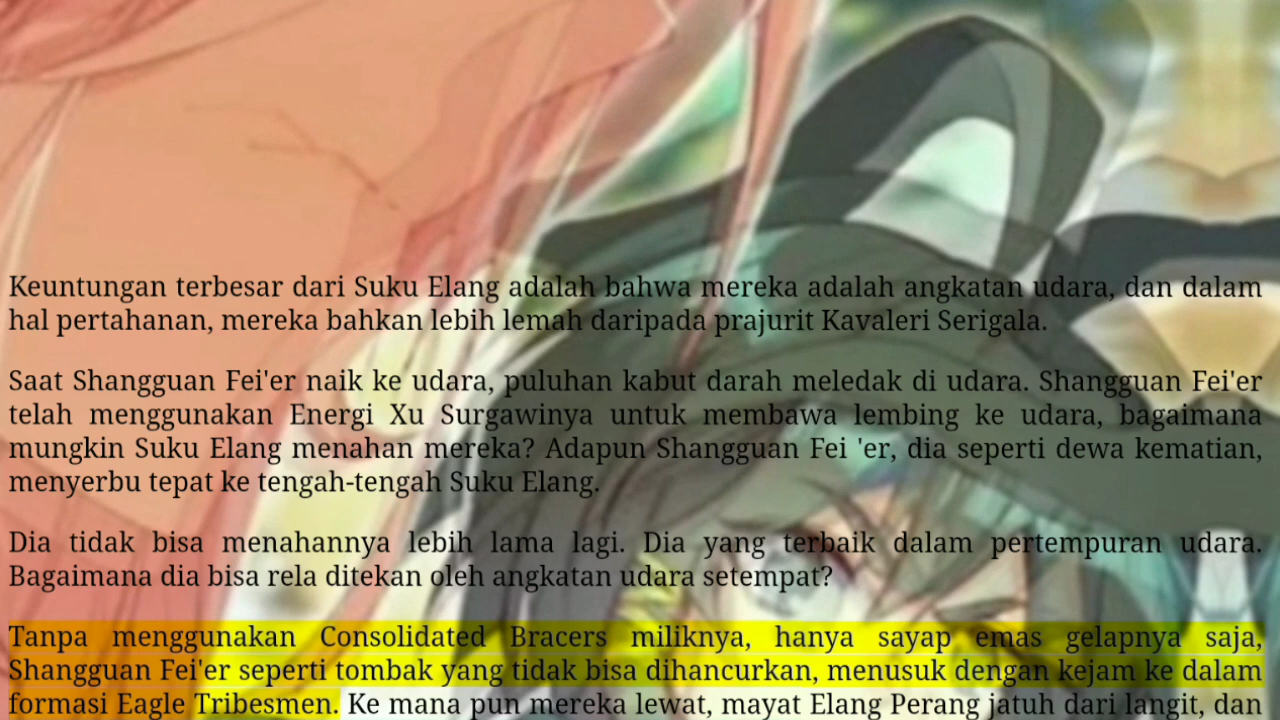 Keuntungan terbesar dari Suku Elang adalah bahwa mereka adalah angkatan udara, dan dalam
hal pertahanan, mereka bahkan lebih lemah daripada prajurit Kavaleri Serigala.
Saat Shangguan Fei'er naik ke udara, puluhan kabut darah meledak di udara. Shangguan Fei'er
telah menggunakan Energi Xu Surgawinya untuk membawa lembing ke udara, bagaimana
mungkin Suku Elang menahan mereka? Adapun Shangguan Fei 'er, dia seperti dewa kematian,
menyerbu tepat ke tengah-tengah Suku Elang.
Dia tidak bisa menahannya lebih lama lagi. Dia yang terbaik dalam pertempuran udara.
Bagaimana dia bisa rela ditekan oleh angkatan udara setempat?
Tanpa menggunakan Consolidated Bracers miliknya, hanya sayap emas gelapnya saja,
Shangguan Fei'er seperti tombak yang tidak bisa dihancurkan, menusuk dengan kejam ke dalam
formasi Eagle Tribesmen. Ke mana pun mereka lewat, mayat Elang Perang jatuh dari langit, dan